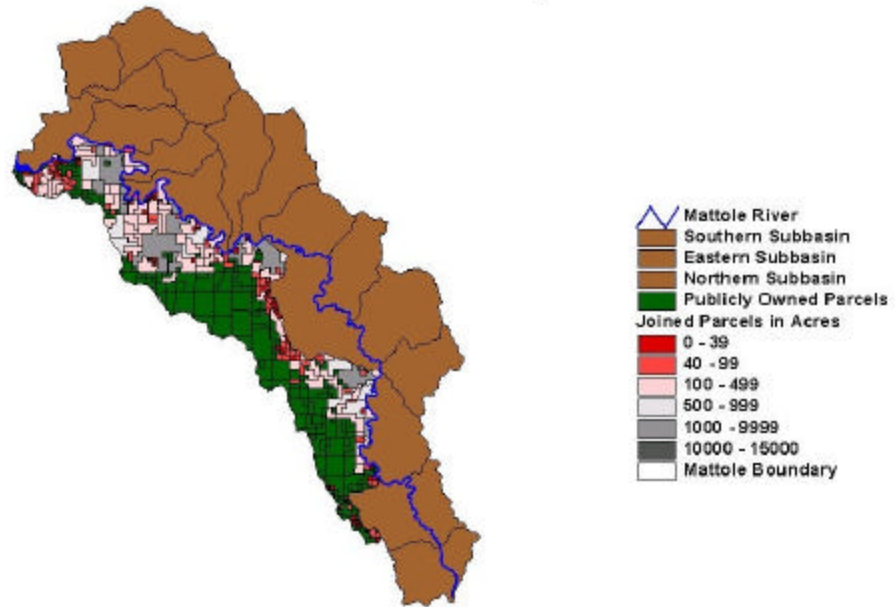 Mattole River
Southern Subbasin
Eastern Subbasin
Northern Subbasin
Publicly Owned Parcels
Joined Parcels in Acres
0 - 39
40 - 99
100 - 499
500 - 999
1000 - 9999
10000 - 15000
Mattole Boundary